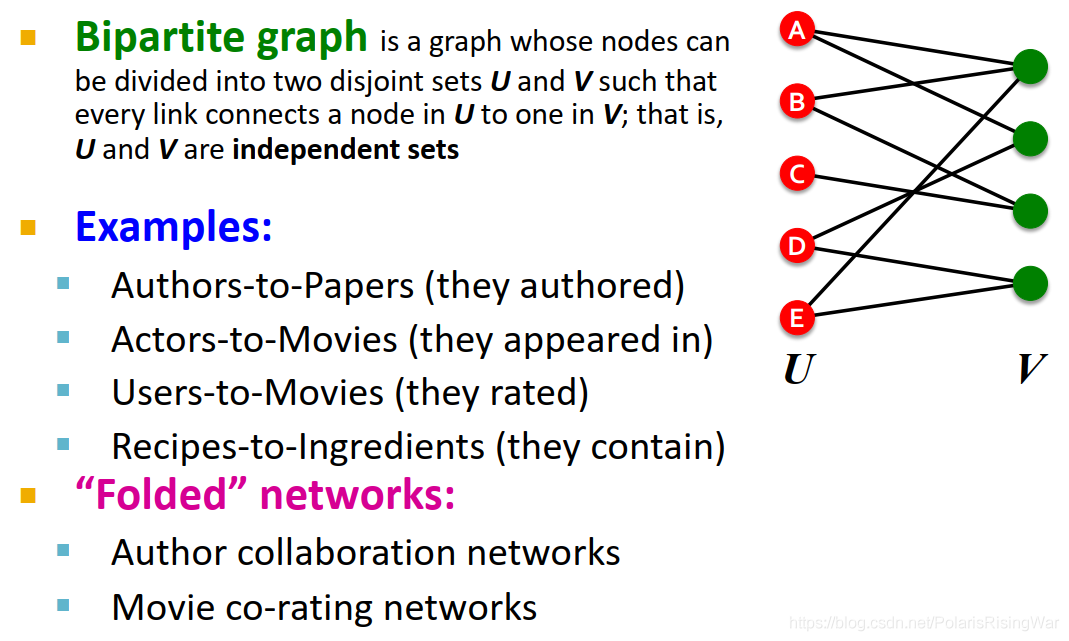 Bipartite graph is a graph whose nodes can
be divided into two disjoint sets U and V such that
every link connects a node in U to one in V; that is,
U and V are independent sets
Examples:
Authors-to-Papers (they authored)
Actors-to-Movies (they appeared in)
Users-to-Movies (they rated)
Recipes-to-Ingredients (they contain)
“Folded” networks:
Author collaboration networks
Movie co-rating networks
A
B
C
D
E
U
V
https://blog.csdn.net/PolarisRisingWar